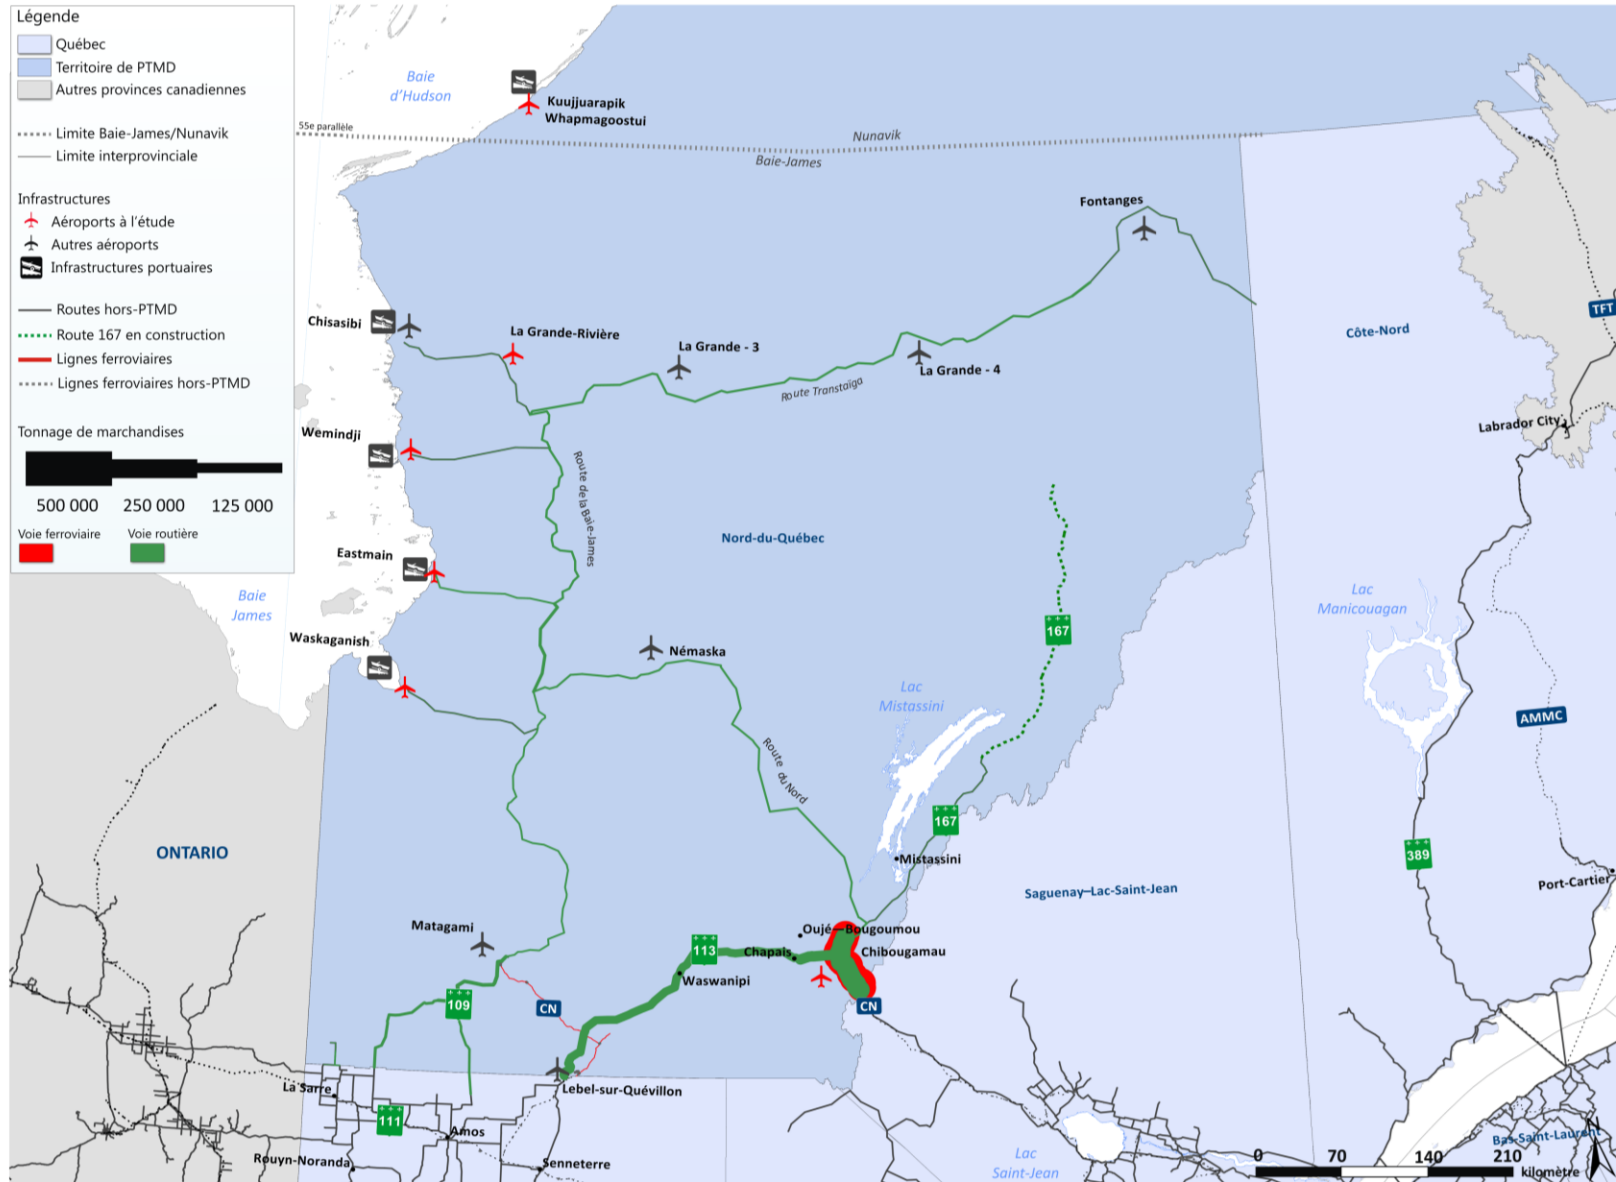 Légende
Québec
Territoire de PTMD
Autres provinces canadiennes
Limite Baie-James/Nunavik
Limite interprovinciale
Infrastructures
Aéroports à l'étude
Autres aéroports
Infrastructures portuaires
Routes hors-PTMD
Route 167 en construction
Lignes ferroviaires
Lignes ferroviaires hors-PTMD
Tonnage de marchandises
500 000
250 000
125 000
Voie ferroviaire
Voie routière
Baie
d'Hudson
Kuujjuarapik
Whapmagoostui
55e parallèle
Nunavik
Baie-James
Fontanges
Chisasibi
La Grande-Rivière
La Grande - 3
La Grande - 4
Route Transtaïga
Côte-Nord
TFT
Labrador City
Wemindji
Route de la Baie-James
Nord-du-Québec
Eastmain
Baie
James
Waskaganish
Némaska
167
Lac
Manicouagan
Lac
Mistassini
AMMC
Route du Nord
167
Mistassini
389
ONTARIO
Port-Cartier
Saguenay–Lac-Saint-Jean
Matagami
Oujé—Bougoumou
113
Chapais
Chibougamau
Waswanipi
109
CN
CN
Lebel-sur-Quévillon
La Sarre
111
Amos
Rouyn-Noranda
Senneterre
Lac
Saint-Jean
Bas-Saint-Laurent
0
70
140
210
kilomètre